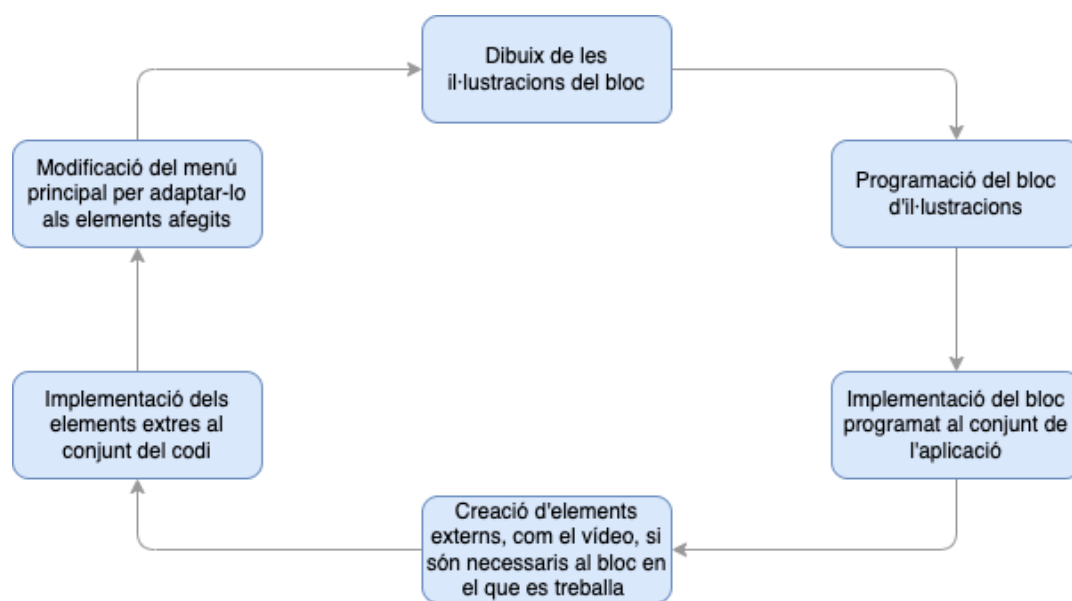 Dibuix de les
il·lustracions del bloc
Programació del bloc
d'il·lustracions
Implementació del bloc
programat al conjunt de
l'aplicació
Creació d'elements
externs, com el vídeo, si
són necessaris al bloc en
el que es treballa
Implementació dels
elements extres al
conjunt del codi
Modificació del menú
principal per adaptar-lo
als elements afegits